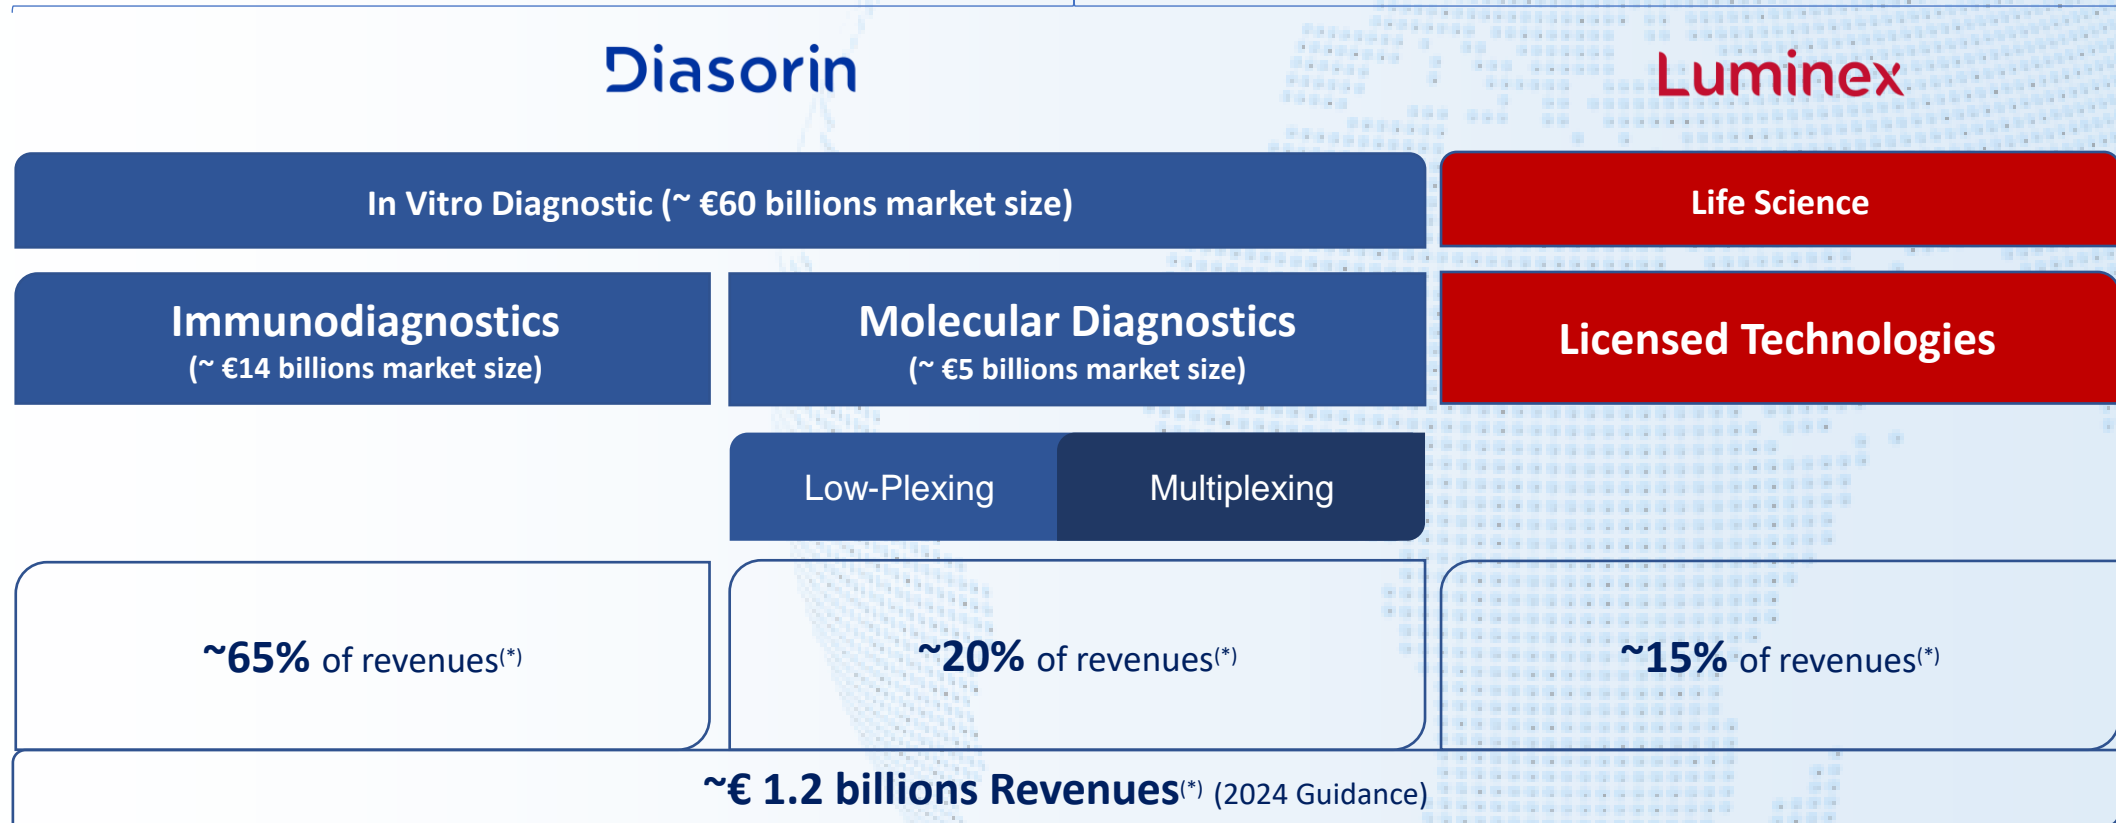 Diasorin
Luminex
In Vitro Diagnostic (~ €60 billions market size)
Life Science
Immunodiagnostics
(~ €14 billions market size)
Molecular Diagnostics
(~ €5 billions market size)
Licensed Technologies
Low-Plexing
Multiplexing
~65% of revenues(*)
~20% of revenues(*)
~15% of revenues(*)
~€ 1.2 billions Revenues(*) (2024 Guidance)